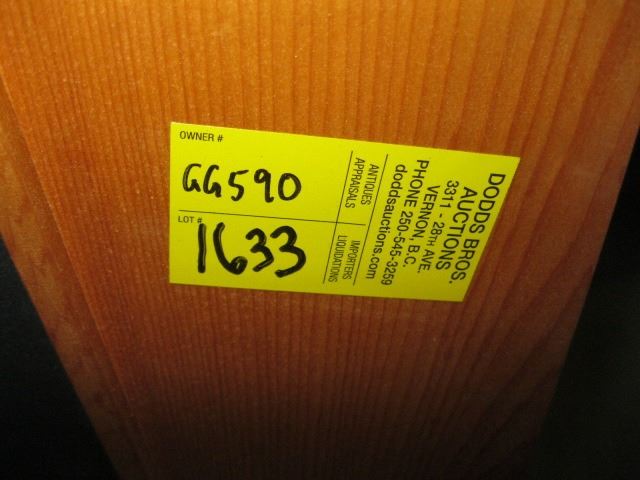 OWNER #
GG590
LOT #
1633
ANTIQUES
APPRAISALS
IMPORTERS
LIQUIDATIONS
DODDS BROS.
AUCTIONS
3311 - 28TH AVE.
VERNON, B.C.
PHONE 250-545-3259
doddsauctions.com